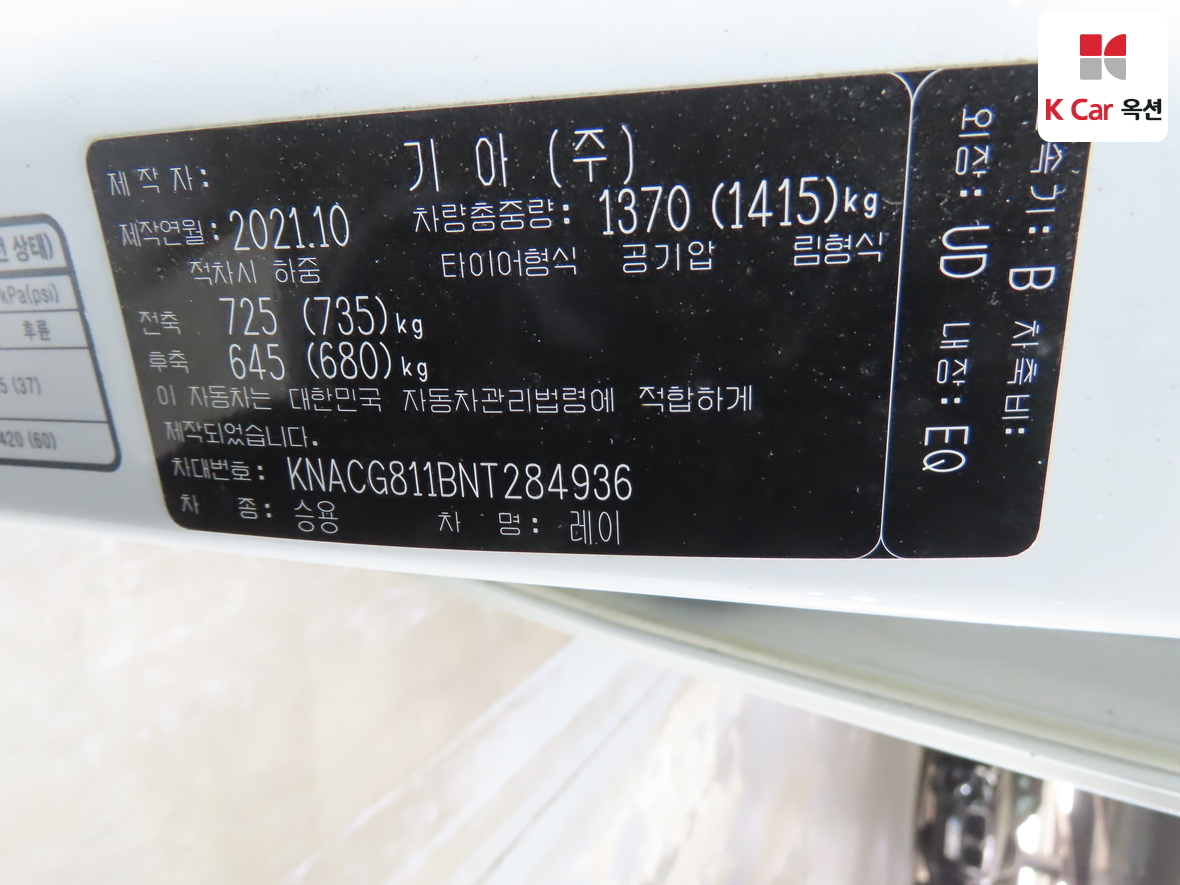 K Car 옥션
제 작 자: 기 아 (주)
제작연월: 2021.10 차량총중량: 1370 (1415)kg
적차시 하중 타이어형식 공기압 림형식
전축 725 (735)kg
후축 645 (680)kg
이 자동차는 대한민국 자동차관리법령에 적합하게
제작되었습니다.
차대번호: KNACG811BNT284936
차 종: 승용 차 명: 레이
속기: B 차축비:
외장: UD 내장: EQ
상태)
kPa(psi)
후륜
(37)
420 (60)